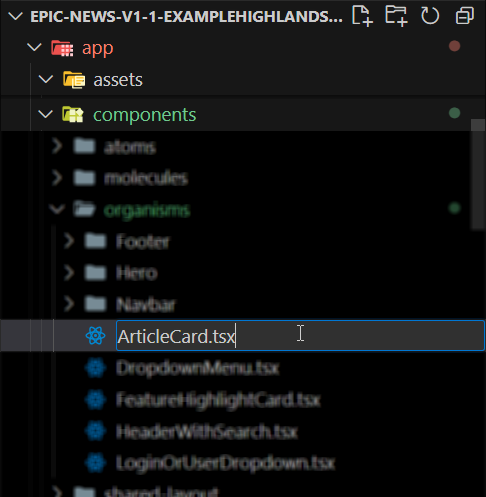 EPIC-NEWS-V1-1-EXAMPLEHIGHLANDS...
app
assets
components
atoms
molecules
organisms
Footer
Hero
Navbar
ArticleCard.tsx
DropdownMenu.tsx
FeatureHighlightCard.tsx
HeaderWithSearch.tsx
LoginOrUserDropdown.tsx
shared-layout